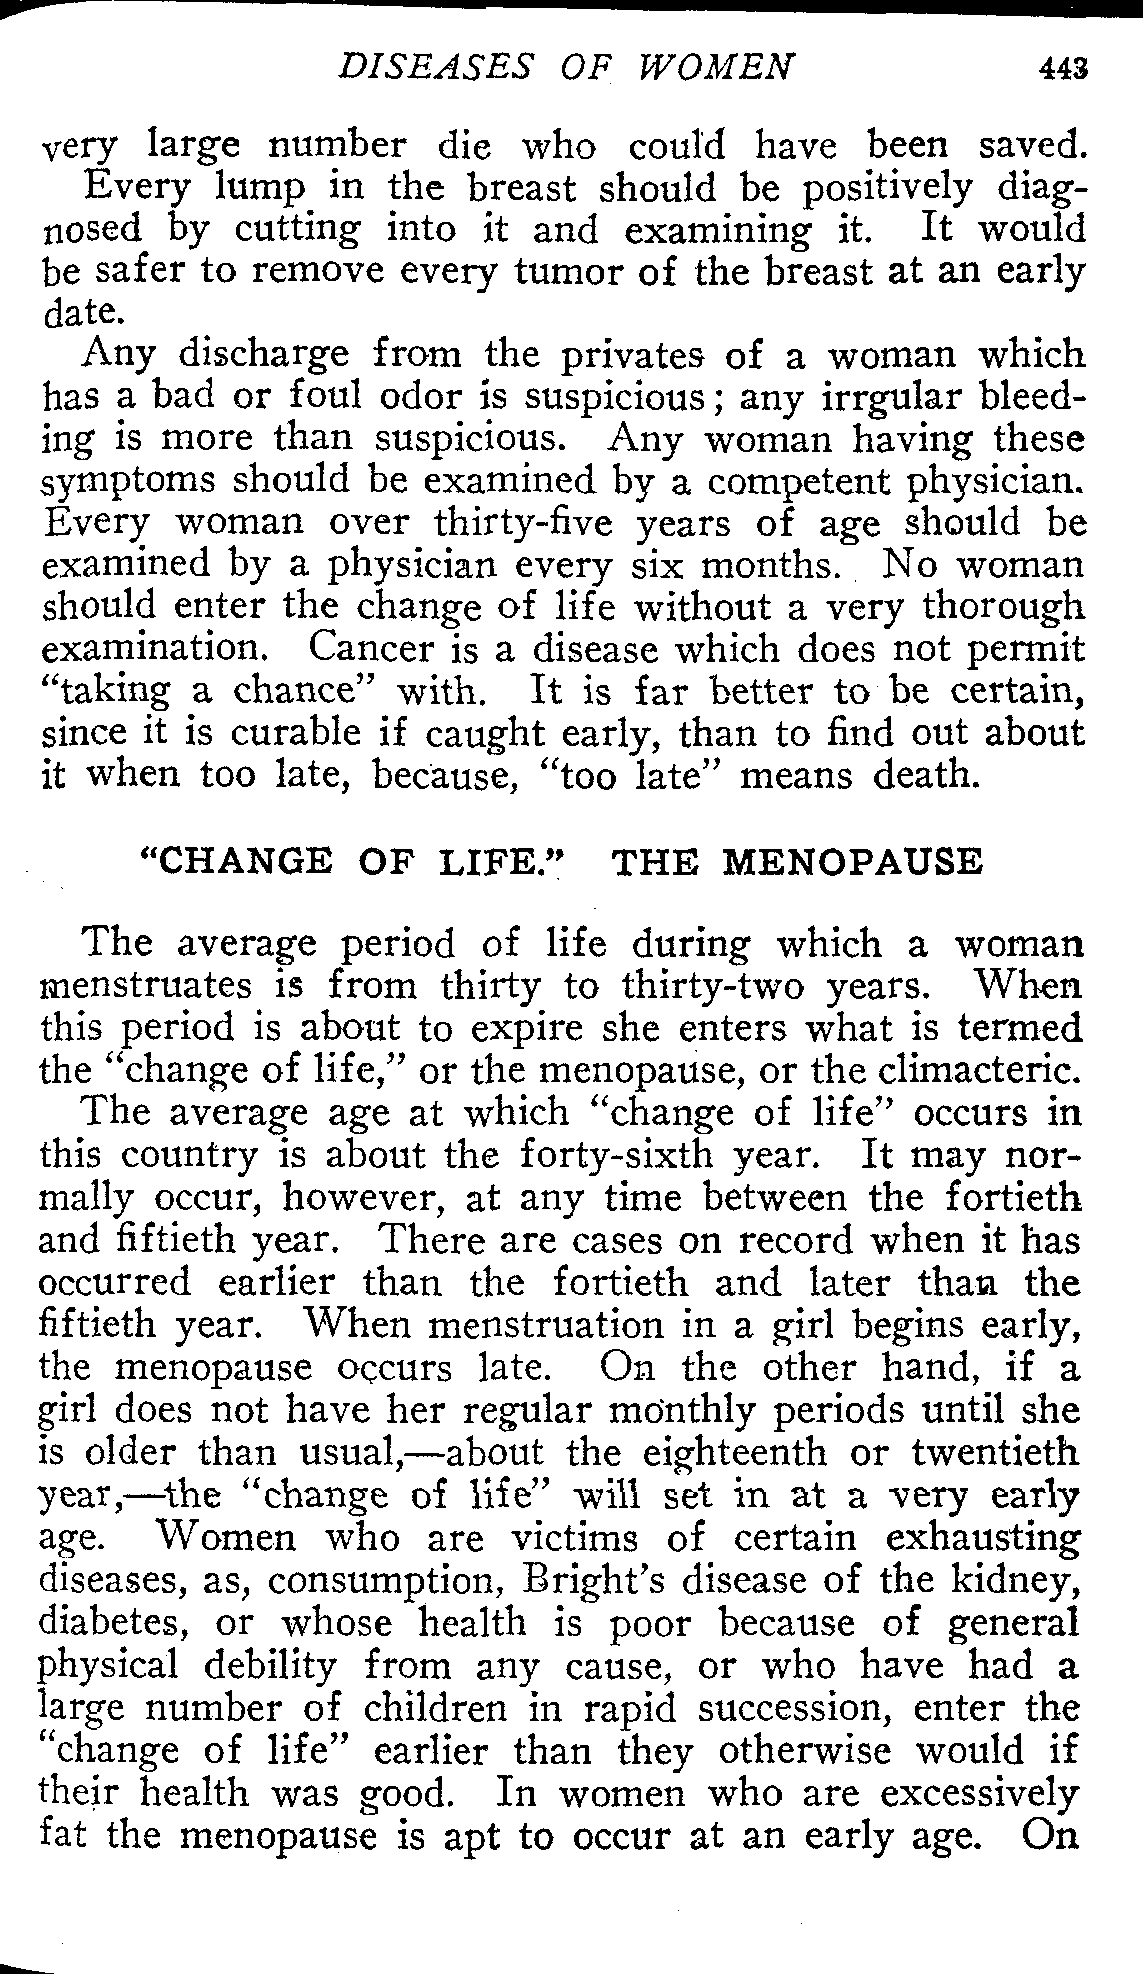 DISEASES OF WOMEN 443
very large number die who could have been saved.
Every lump in the breast should be positively diag-
nosed by cutting into it and examining it. It would
be safer to remove every tumor of the breast at an early
date.
Any discharge from the privates of a woman which
has a bad or foul odor is suspicious; any irrgular bleed-
ing is more than suspicious. Any woman having these
symptoms should be examined by a competent physician.
Every woman over thirty-five years of age should be
examined by a physician every six months. No woman
should enter the change of life without a very thorough
examination. Cancer is a disease which does not permit
“taking a chance” with. It is far better to be certain,
since it is curable if caught early, than to find out about
it when too late, because, “too late” means death.
“CHANGE OF LIFE.” THE MENOPAUSE
The average period of life during which a woman
menstruates is from thirty to thirty-two years. When
this period is about to expire she enters what is termed
the “change of life,” or the menopause, or the climacteric.
The average age at which “change of life” occurs in
this country is about the forty-sixth year. It may nor-
mally occur, however, at any time between the fortieth
and fiftieth year. There are cases on record when it has
occurred earlier than the fortieth and later than the
fiftieth year. When menstruation in a girl begins early,
the menopause occurs late. On the other hand, if a
girl does not have her regular monthly periods until she
is older than usual,—about the eighteenth or twentieth
year,—the “change of life” will set in at a very early
age. Women who are victims of certain exhausting
diseases, as, consumption, Bright’s disease of the kidney,
diabetes, or whose health is poor because of general
physical debility from any cause, or who have had a
large number of children in rapid succession, enter the
“change of life” earlier than they otherwise would if
their health was good. In women who are excessively
fat the menopause is apt to occur at an early age. On